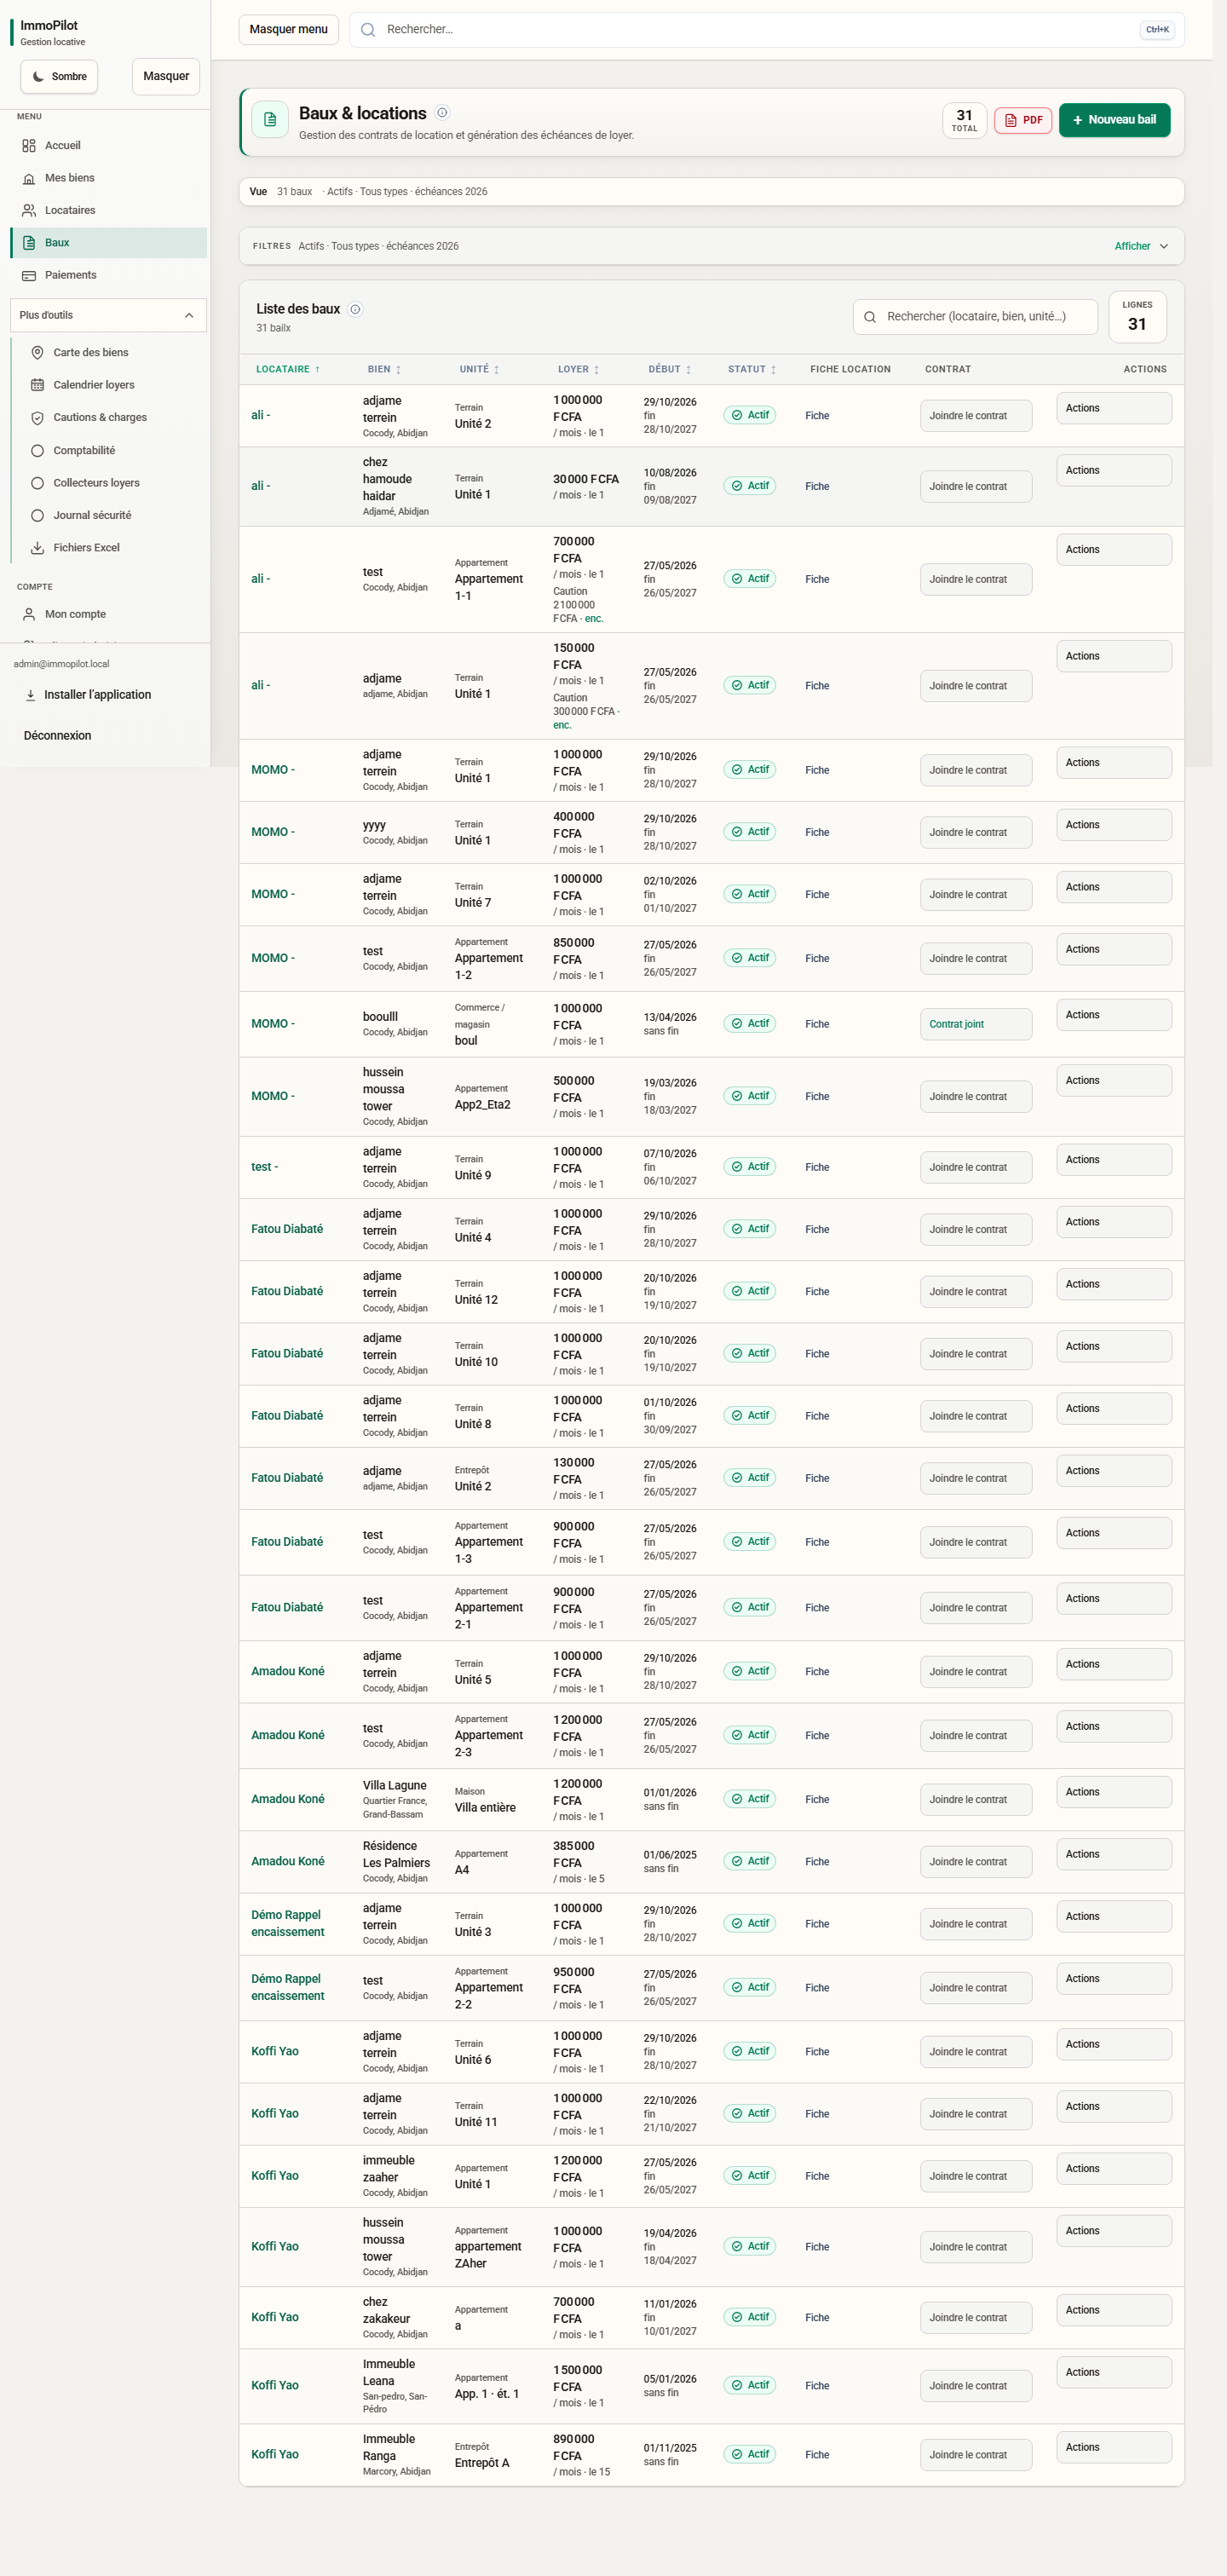 ImmoPilot
Gestion locative
Sombre
Masquer
MENU
Accueil
Mes biens
Locataires
Baux
Paiements
Plus d'outils
Carte des biens
Calendrier loyers
Cautions & charges
Comptabilité
Collecteurs loyers
Journal sécurité
Fichiers Excel
COMPTE
Mon compte
admin@immopilot.local
Installer l'application
Déconnexion
Masquer menu
Rechercher...
Ctrl+K
Baux & locations
Gestion des contrats de location et génération des échéances de loyer.
31
TOTAL
PDF
+ Nouveau bail
Vue 31 baux · Actifs · Tous types · échéances 2026
FILTRES Actifs · Tous types · échéances 2026
Afficher
Liste des baux
31 bailx
Rechercher (locataire, bien, unité...)
LIGNES
31
LOCATAIRE ↑ BIEN ↕ UNITÉ ↕ LOYER ↕ DÉBUT ↕ STATUT ↕ FICHE LOCATION CONTRAT ACTIONS
ali - adjame terrein Cocody, Abidjan Terrain Unité 2 1 000 000 F CFA / mois · le 1 29/10/2026 fin 28/10/2027 Actif Fiche Joindre le contrat Actions
ali - chez hamoude haidar Adjamé, Abidjan Terrain Unité 1 30 000 F CFA / mois · le 1 10/08/2026 fin 09/08/2027 Actif Fiche Joindre le contrat Actions
ali - test Cocody, Abidjan Appartement Appartement 1-1 700 000 F CFA / mois · le 1 Caution 2 100 000 F CFA · enc. 27/05/2026 fin 26/05/2027 Actif Fiche Joindre le contrat Actions
ali - adjame adjame, Abidjan Terrain Unité 1 150 000 F CFA / mois · le 1 Caution 300 000 F CFA · enc. 27/05/2026 fin 26/05/2027 Actif Fiche Joindre le contrat Actions
MOMO - adjame terrein Cocody, Abidjan Terrain Unité 1 1 000 000 F CFA / mois · le 1 29/10/2026 fin 28/10/2027 Actif Fiche Joindre le contrat Actions
MOMO - yyyy Cocody, Abidjan Terrain Unité 1 400 000 F CFA / mois · le 1 29/10/2026 fin 28/10/2027 Actif Fiche Joindre le contrat Actions
MOMO - adjame terrein Cocody, Abidjan Terrain Unité 7 1 000 000 F CFA / mois · le 1 02/10/2026 fin 01/10/2027 Actif Fiche Joindre le contrat Actions
MOMO - test Cocody, Abidjan Appartement Appartement 1-2 850 000 F CFA / mois · le 1 27/05/2026 fin 26/05/2027 Actif Fiche Joindre le contrat Actions
MOMO - booulll Cocody, Abidjan Commerce / magasin boul 1 000 000 F CFA / mois · le 1 13/04/2026 sans fin Actif Fiche Contrat joint Actions
MOMO - hussein moussa tower Cocody, Abidjan Appartement App2_Eta2 500 000 F CFA / mois · le 1 19/03/2026 fin 18/03/2027 Actif Fiche Joindre le contrat Actions
test - adjame terrein Cocody, Abidjan Terrain Unité 9 1 000 000 F CFA / mois · le 1 07/10/2026 fin 06/10/2027 Actif Fiche Joindre le contrat Actions
Fatou Diabaté adjame terrein Cocody, Abidjan Terrain Unité 4 1 000 000 F CFA / mois · le 1 29/10/2026 fin 28/10/2027 Actif Fiche Joindre le contrat Actions
Fatou Diabaté adjame terrein Cocody, Abidjan Terrain Unité 12 1 000 000 F CFA / mois · le 1 20/10/2026 fin 19/10/2027 Actif Fiche Joindre le contrat Actions
Fatou Diabaté adjame terrein Cocody, Abidjan Terrain Unité 10 1 000 000 F CFA / mois · le 1 20/10/2026 fin 19/10/2027 Actif Fiche Joindre le contrat Actions
Fatou Diabaté adjame terrein Cocody, Abidjan Terrain Unité 8 1 000 000 F CFA / mois · le 1 01/10/2026 fin 30/09/2027 Actif Fiche Joindre le contrat Actions
Fatou Diabaté adjame adjame, Abidjan Entrepôt Unité 2 130 000 F CFA / mois · le 1 27/05/2026 fin 26/05/2027 Actif Fiche Joindre le contrat Actions
Fatou Diabaté test Cocody, Abidjan Appartement Appartement 1-3 900 000 F CFA / mois · le 1 27/05/2026 fin 26/05/2027 Actif Fiche Joindre le contrat Actions
Fatou Diabaté test Cocody, Abidjan Appartement Appartement 2-1 900 000 F CFA / mois · le 1 27/05/2026 fin 26/05/2027 Actif Fiche Joindre le contrat Actions
Amadou Koné adjame terrein Cocody, Abidjan Terrain Unité 5 1 000 000 F CFA / mois · le 1 29/10/2026 fin 28/10/2027 Actif Fiche Joindre le contrat Actions
Amadou Koné test Cocody, Abidjan Appartement Appartement 2-3 1 200 000 F CFA / mois · le 1 27/05/2026 fin 26/05/2027 Actif Fiche Joindre le contrat Actions
Amadou Koné Villa Lagune Quartier France, Grand-Bassam Maison Villa entière 1 200 000 F CFA / mois · le 1 01/01/2026 sans fin Actif Fiche Joindre le contrat Actions
Amadou Koné Résidence Les Palmiers Cocody, Abidjan Appartement A4 385 000 F CFA / mois · le 5 01/06/2025 sans fin Actif Fiche Joindre le contrat Actions
Démo Rappel encaissement adjame terrein Cocody, Abidjan Terrain Unité 3 1 000 000 F CFA / mois · le 1 29/10/2026 fin 28/10/2027 Actif Fiche Joindre le contrat Actions
Démo Rappel encaissement test Cocody, Abidjan Appartement Appartement 2-2 950 000 F CFA / mois · le 1 27/05/2026 fin 26/05/2027 Actif Fiche Joindre le contrat Actions
Koffi Yao adjame terrein Cocody, Abidjan Terrain Unité 6 1 000 000 F CFA / mois · le 1 29/10/2026 fin 28/10/2027 Actif Fiche Joindre le contrat Actions
Koffi Yao adjame terrein Cocody, Abidjan Terrain Unité 11 1 000 000 F CFA / mois · le 1 22/10/2026 fin 21/10/2027 Actif Fiche Joindre le contrat Actions
Koffi Yao immeuble zaaher Cocody, Abidjan Appartement Unité 1 1 200 000 F CFA / mois · le 1 27/05/2026 fin 26/05/2027 Actif Fiche Joindre le contrat Actions
Koffi Yao hussein moussa tower Cocody, Abidjan Appartement appartement ZAher 1 000 000 F CFA / mois · le 1 19/04/2026 fin 18/04/2027 Actif Fiche Joindre le contrat Actions
Koffi Yao chez zakakeur Cocody, Abidjan Appartement a 700 000 F CFA / mois · le 1 11/01/2026 fin 10/01/2027 Actif Fiche Joindre le contrat Actions
Koffi Yao Immeuble Leana San-pedro, San-Pédro Appartement App. 1 · ét. 1 1 500 000 F CFA / mois · le 1 05/01/2026 sans fin Actif Fiche Joindre le contrat Actions
Koffi Yao Immeuble Ranga Marcory, Abidjan Entrepôt Entrepôt A 890 000 F CFA / mois · le 15 01/11/2025 sans fin Actif Fiche Joindre le contrat Actions